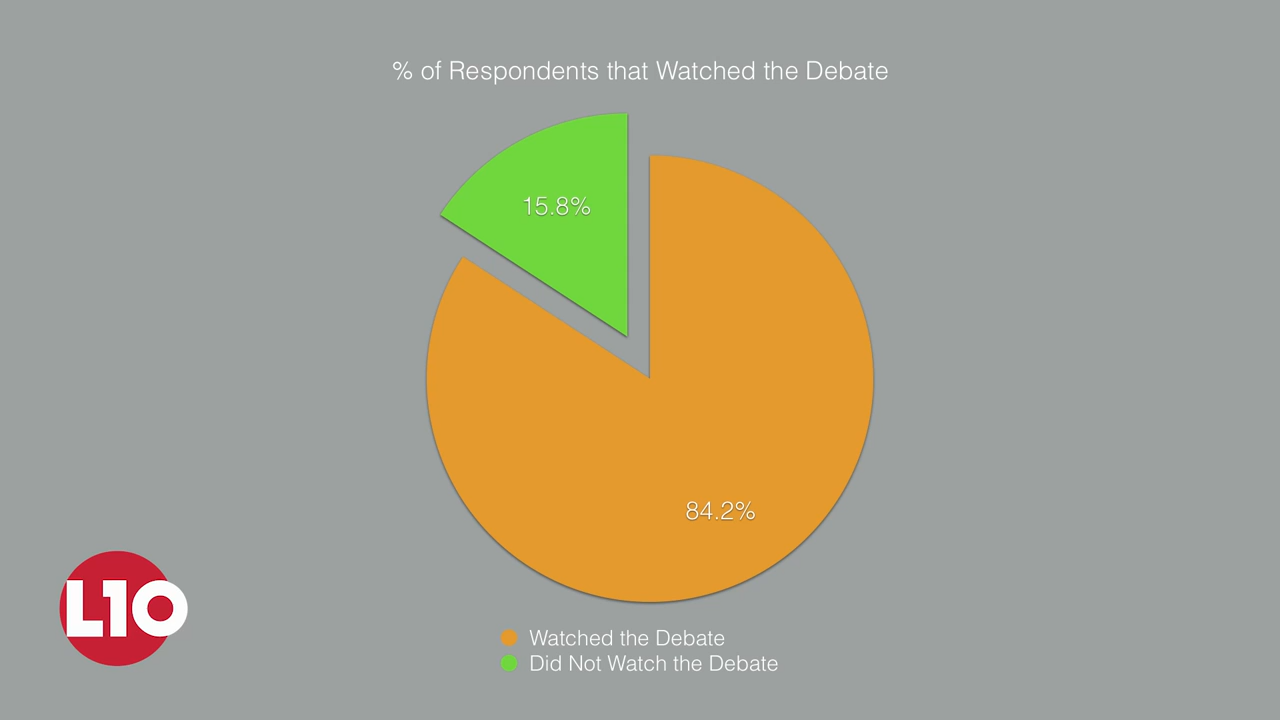 % of Respondents that Watched the Debate
15.8%
84.2%
L10
Watched the Debate
Did Not Watch the Debate